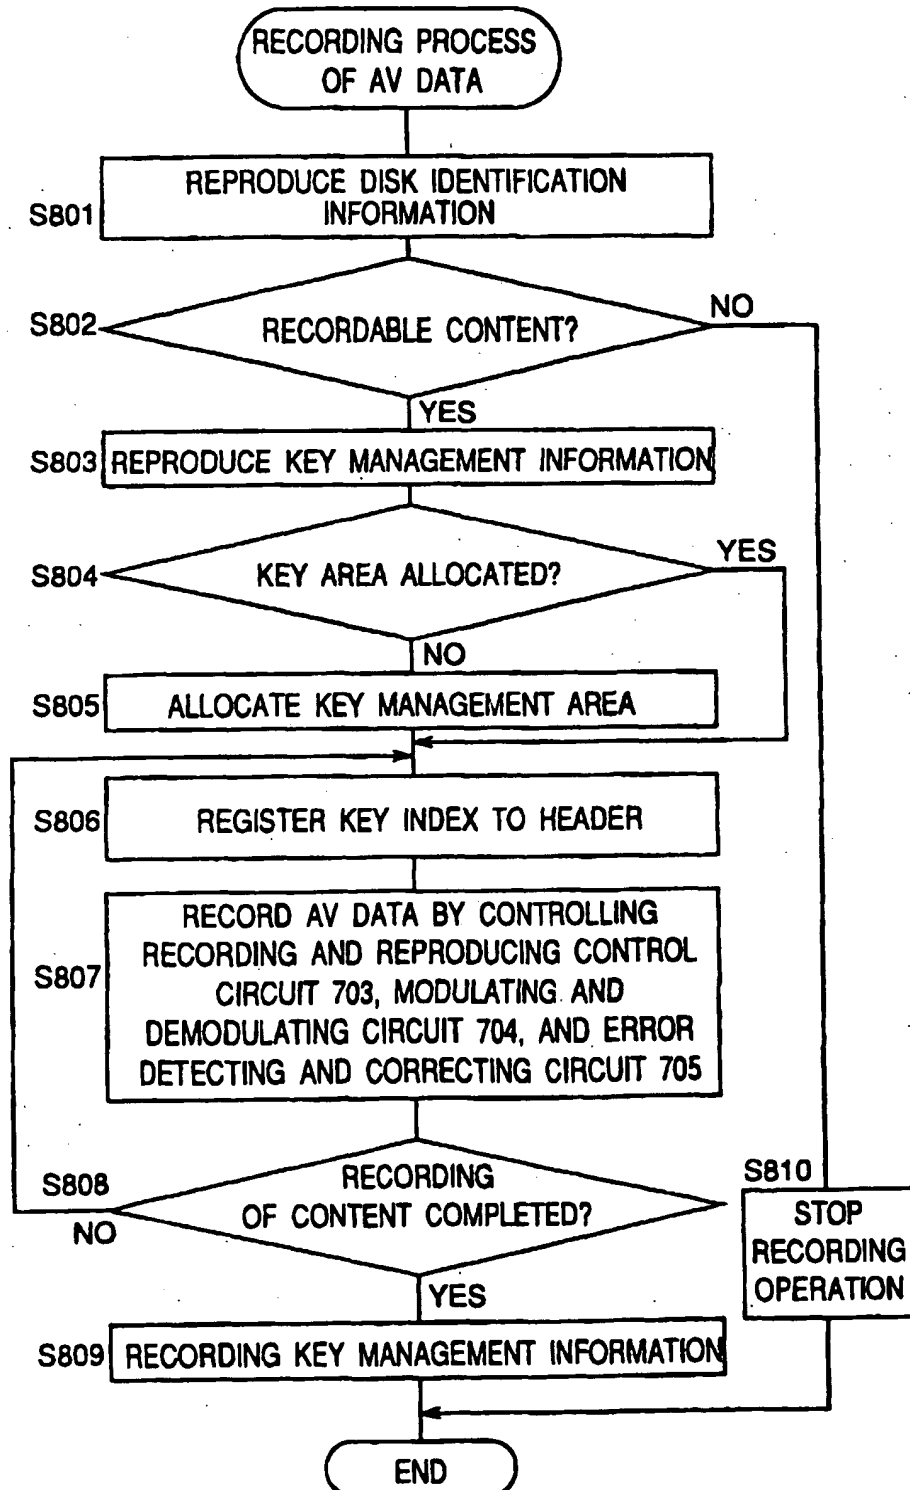 RECORDING PROCESS
OF AV DATA
REPRODUCE DISK IDENTIFICATION
INFORMATION
S801
S802
RECORDABLE CONTENT?
NO
YES
S803
REPRODUCE KEY MANAGEMENT INFORMATION
S804
KEY AREA ALLOCATED?
YES
NO
S805
ALLOCATE KEY MANAGEMENT AREA
S806
REGISTER KEY INDEX TO HEADER
S807
RECORD AV DATA BY CONTROLLING
RECORDING AND REPRODUCING CONTROL
CIRCUIT 703, MODULATING AND
DEMODULATING CIRCUIT 704, AND ERROR
DETECTING AND CORRECTING CIRCUIT 705
S808
RECORDING
OF CONTENT COMPLETED?
NO
YES
S810
STOP
RECORDING
OPERATION
S809
RECORDING KEY MANAGEMENT INFORMATION
END